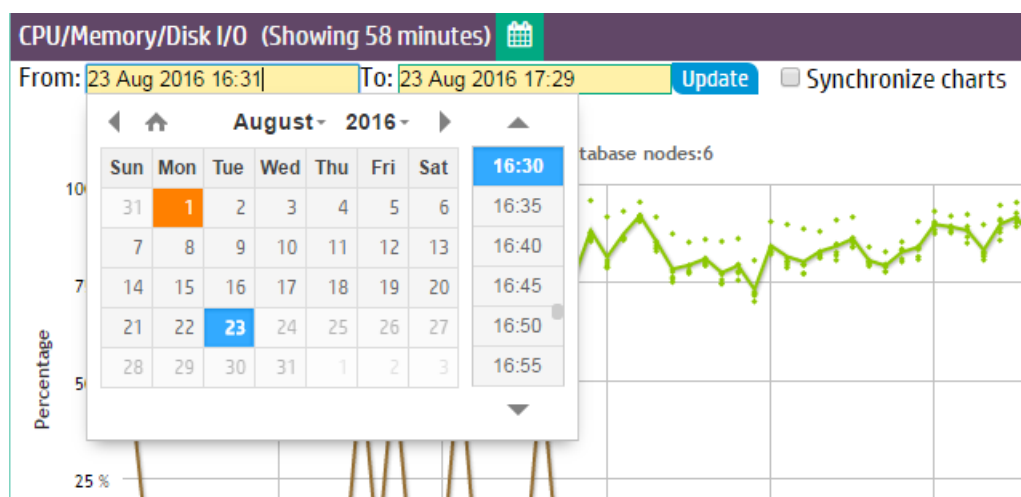 CPU/Memory/Disk I/O (Showing 58 minutes)
From: 23 Aug 2016 16:31 To: 23 Aug 2016 17:29 Update Synchronize charts
August 2016
tabase nodes:6
Sun Mon Tue Wed Thu Fri Sat 16:30
10
31 1 2 3 4 5 6 16:35
7 8 9 10 11 12 13 16:40
7
14 15 16 17 18 19 20 16:45
21 22 23 24 25 26 27 16:50
28 29 30 31 1 2 3 16:55
5
Percentage
25 %